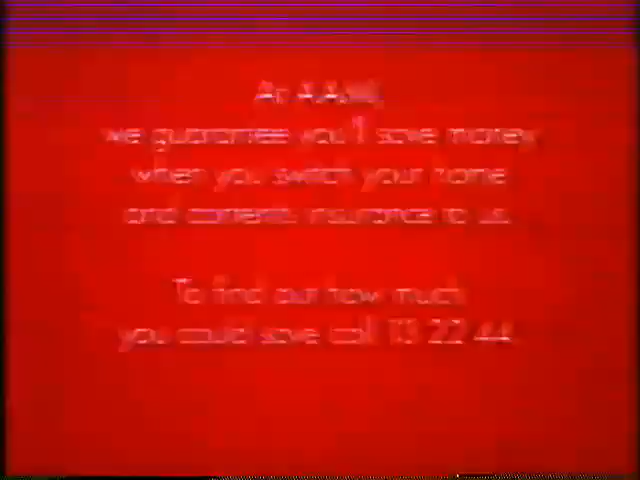 At AAMI,
we guarantee you'll save money
when you switch your home
and contents insurance to us.
To find out how much
you could save call 13 22 44.